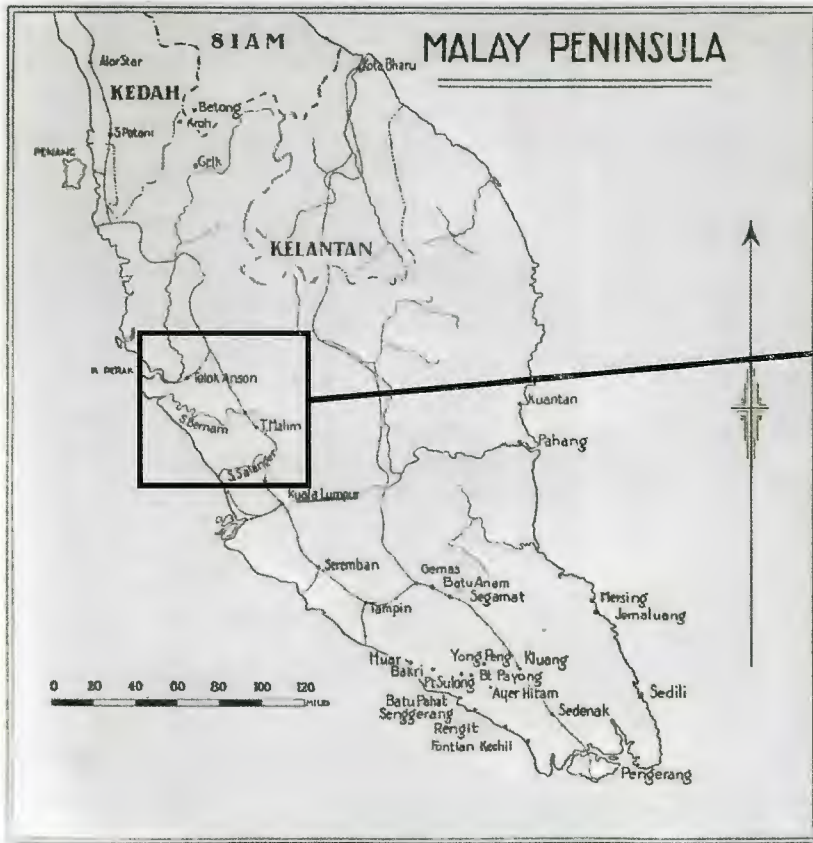 MALAY PENINSULA
SIAM
Alor Star
Kota Bharu
KEDAH
Betong
Kroh
S.Patani
PENANG
Grik
KELANTAN
R. PERAK
Telok Anson
Kuantan
S.Bernam
T.Malim
Pahang
S.Salangor
Kuala Lumpur
Seremban
Gemas
Batu Anam
Segamat
Mersing
Jemaluang
Tampin
Muar
Bakri
Yong Peng
Kluang
Pt Sulong
Bt Payong
Ayer Hitam
Sedili
Batu Pahat
Senggerang
Sedenak
Rengit
Pontian Kechil
Pengerang
0 20 40 60 80 100 120
MILES